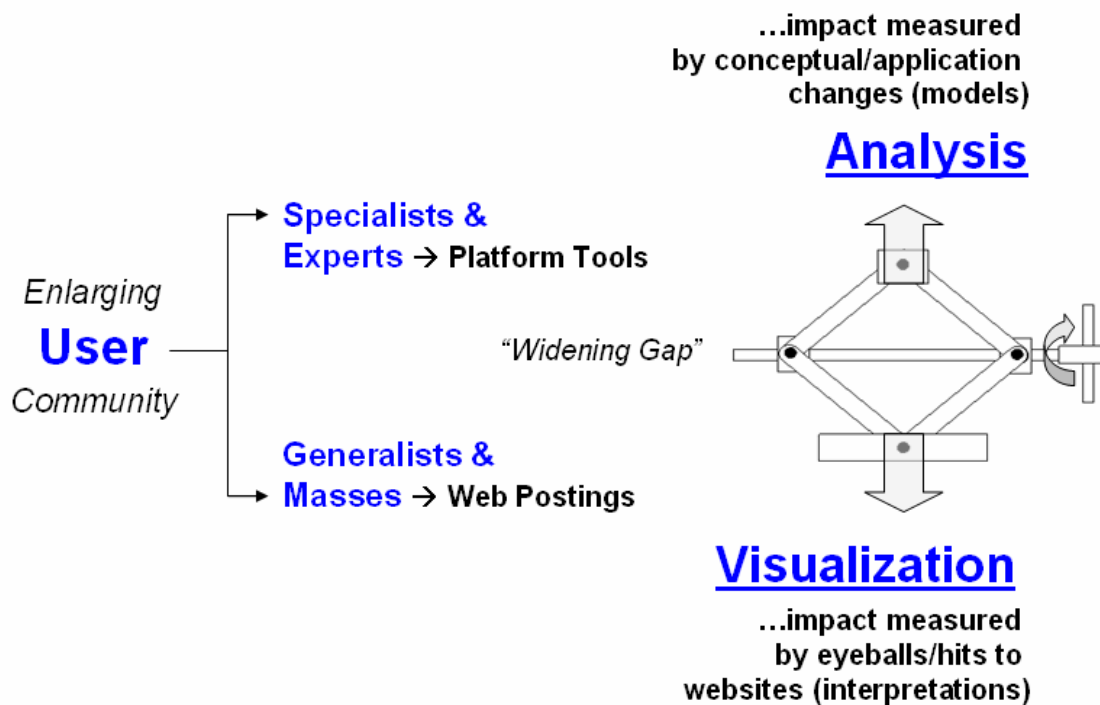 …impact measured
by conceptual/application
changes (models)
Analysis
Specialists &
Experts → Platform Tools
Enlarging
User
Community
“Widening Gap”
Generalists &
Masses → Web Postings
Visualization
…impact measured
by eyeballs/hits to
websites (interpretations)